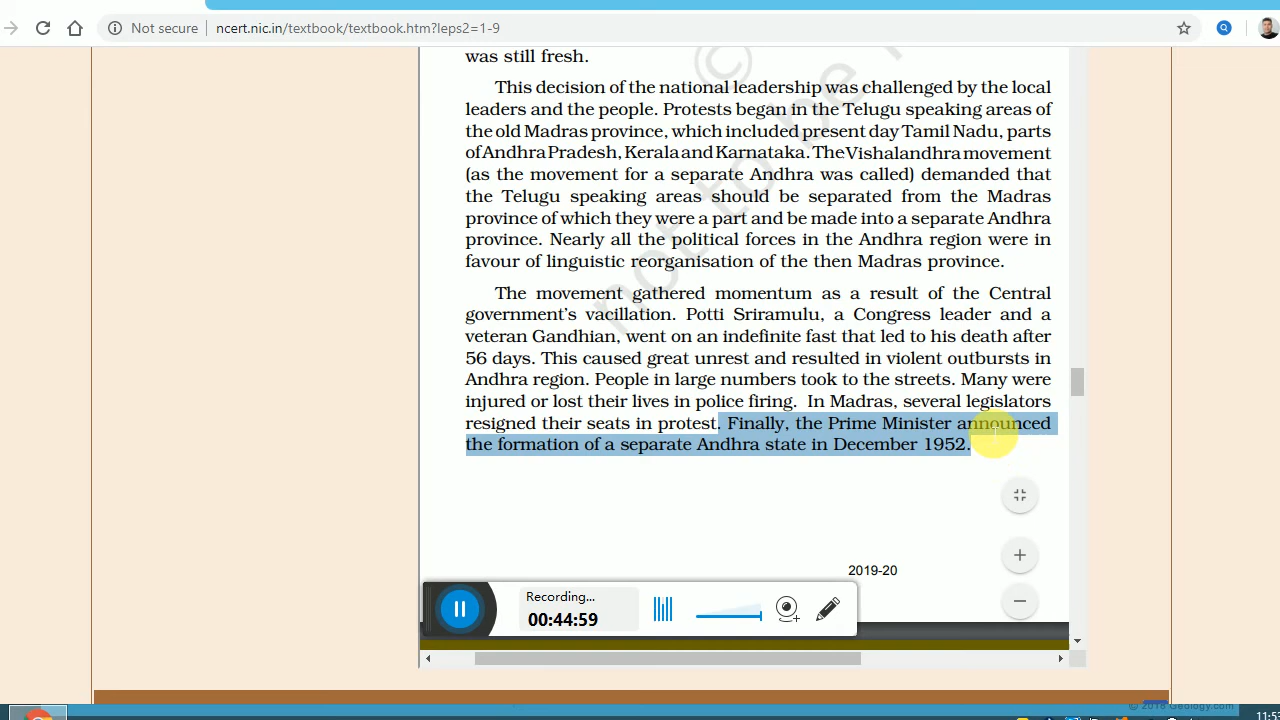 Not secure
ncert.nic.in/textbook/textbook.htm?leps2=1-9
was still fresh.
This decision of the national leadership was challenged by the local
leaders and the people. Protests began in the Telugu speaking areas of
the old Madras province, which included present day Tamil Nadu, parts
of Andhra Pradesh, Kerala and Karnataka. The Vishalandhra movement
(as the movement for a separate Andhra was called) demanded that
the Telugu speaking areas should be separated from the Madras
province of which they were a part and be made into a separate Andhra
province. Nearly all the political forces in the Andhra region were in
favour of linguistic reorganisation of the then Madras province.
The movement gathered momentum as a result of the Central
government's vacillation. Potti Sriramulu, a Congress leader and a
veteran Gandhian, went on an indefinite fast that led to his death after
56 days. This caused great unrest and resulted in violent outbursts in
Andhra region. People in large numbers took to the streets. Many were
injured or lost their lives in police firing. In Madras, several legislators
resigned their seats in protest. Finally, the Prime Minister announced
the formation of a separate Andhra state in December 1952.
©
not to be
2019-20
Recording...
00:44:59
© 2018 Geology.com